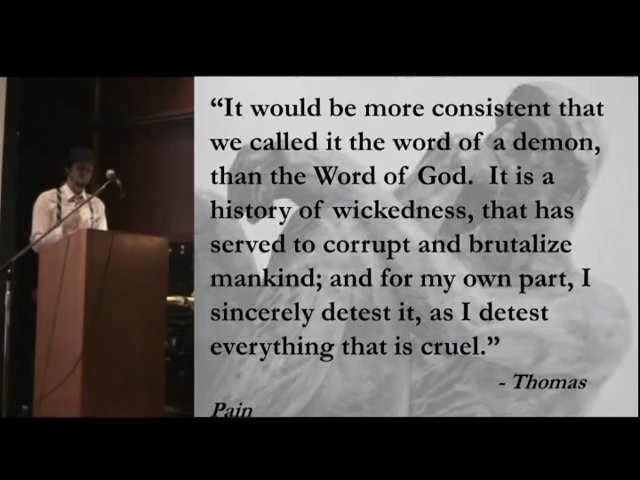 “It would be more consistent that
we called it the word of a demon,
than the Word of God.  It is a
history of wickedness, that has
served to corrupt and brutalize
mankind; and for my own part, I
sincerely detest it, as I detest
everything that is cruel.”
- Thomas
Pain